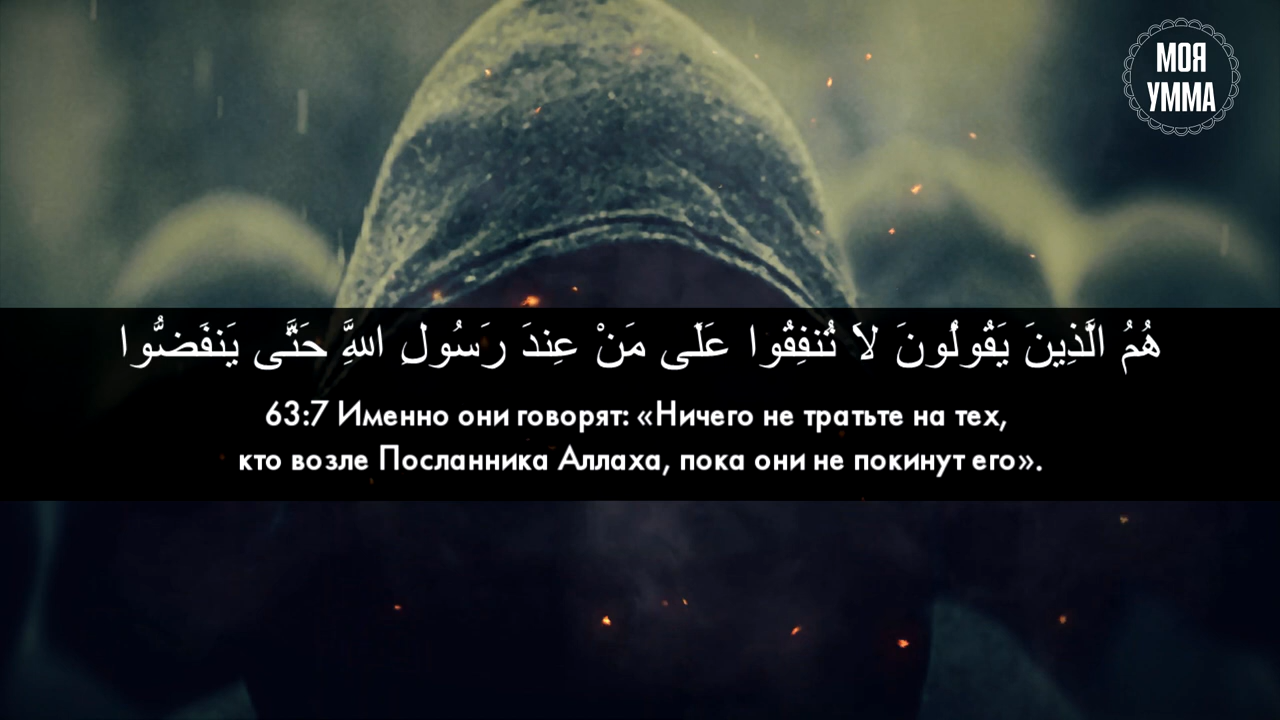 МОЯ
УММА
هُمُ الَّذِينَ يَقُولُونَ لاَ تُنفِقُوا عَلَى مَنْ عِندَ رَسُولِ اللهِ حَتَّى يَنفَضُّوا
63:7 Именно они говорят: «Ничего не тратьте на тех,
кто возле Посланника Аллаха, пока они не покинут его».